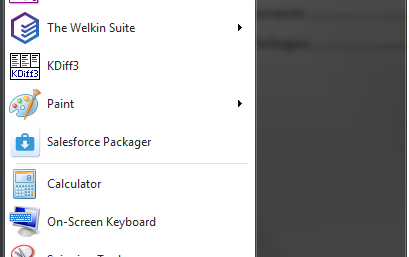 The Welkin Suite
KDiff3
KDiff3
Paint
Salesforce Packager
Calculator
On-Screen Keyboard